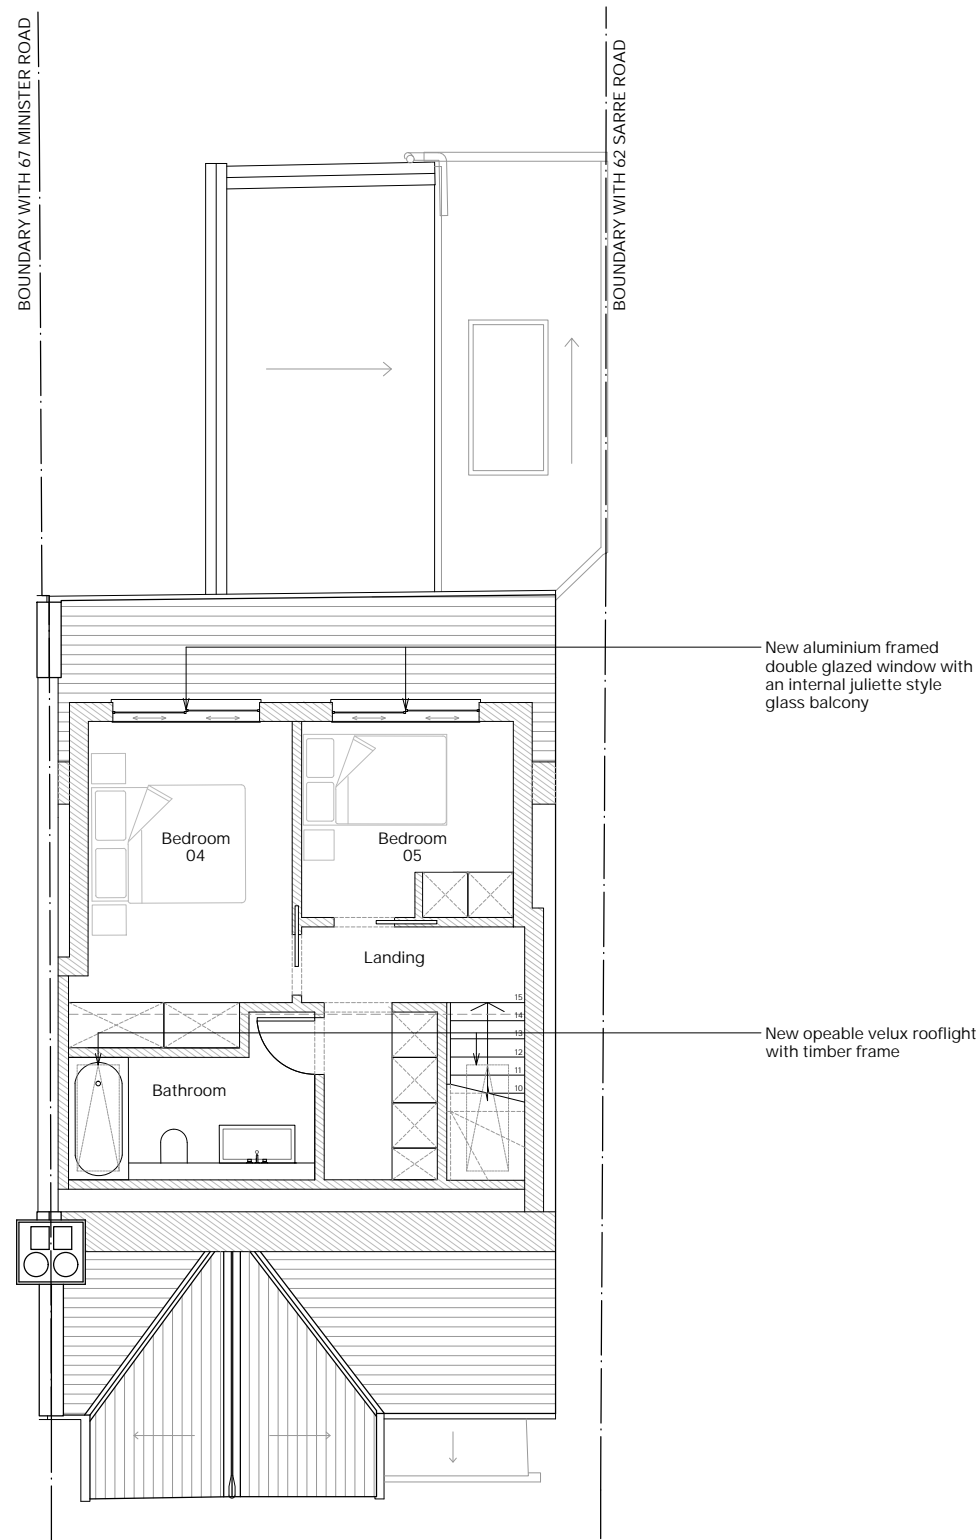 BOUNDARY WITH 67 MINISTER ROAD
BOUNDARY WITH 62 SARRE ROAD
New aluminium framed
double glazed window with
an internal juliette style
glass balcony
Bedroom
04
Bedroom
05
Landing
15
14
13
12
11
10
New opeable velux rooflight
with timber frame
Bathroom